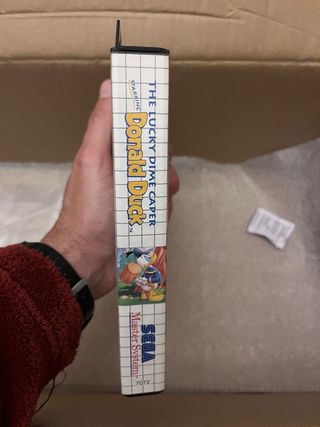 THE LUCKY DIME CAPER
STARRING
Donald Duck
SEGA
Master System
7072